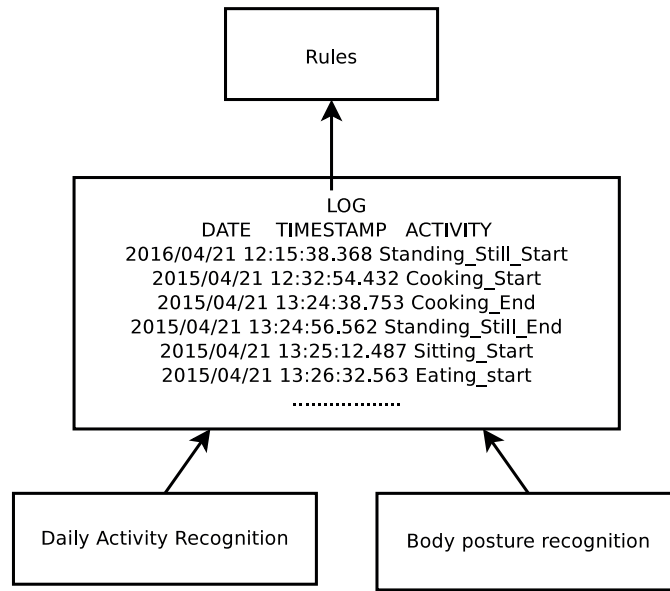 Rules
LOG
DATE TIMESTAMP ACTIVITY
2016/04/21 12:15:38.368 Standing_Still_Start
2015/04/21 12:32:54.432 Cooking_Start
2015/04/21 13:24:38.753 Cooking_End
2015/04/21 13:24:56.562 Standing_Still_End
2015/04/21 13:25:12.487 Sitting_Start
2015/04/21 13:26:32.563 Eating_start
..................
Daily Activity Recognition
Body posture recognition